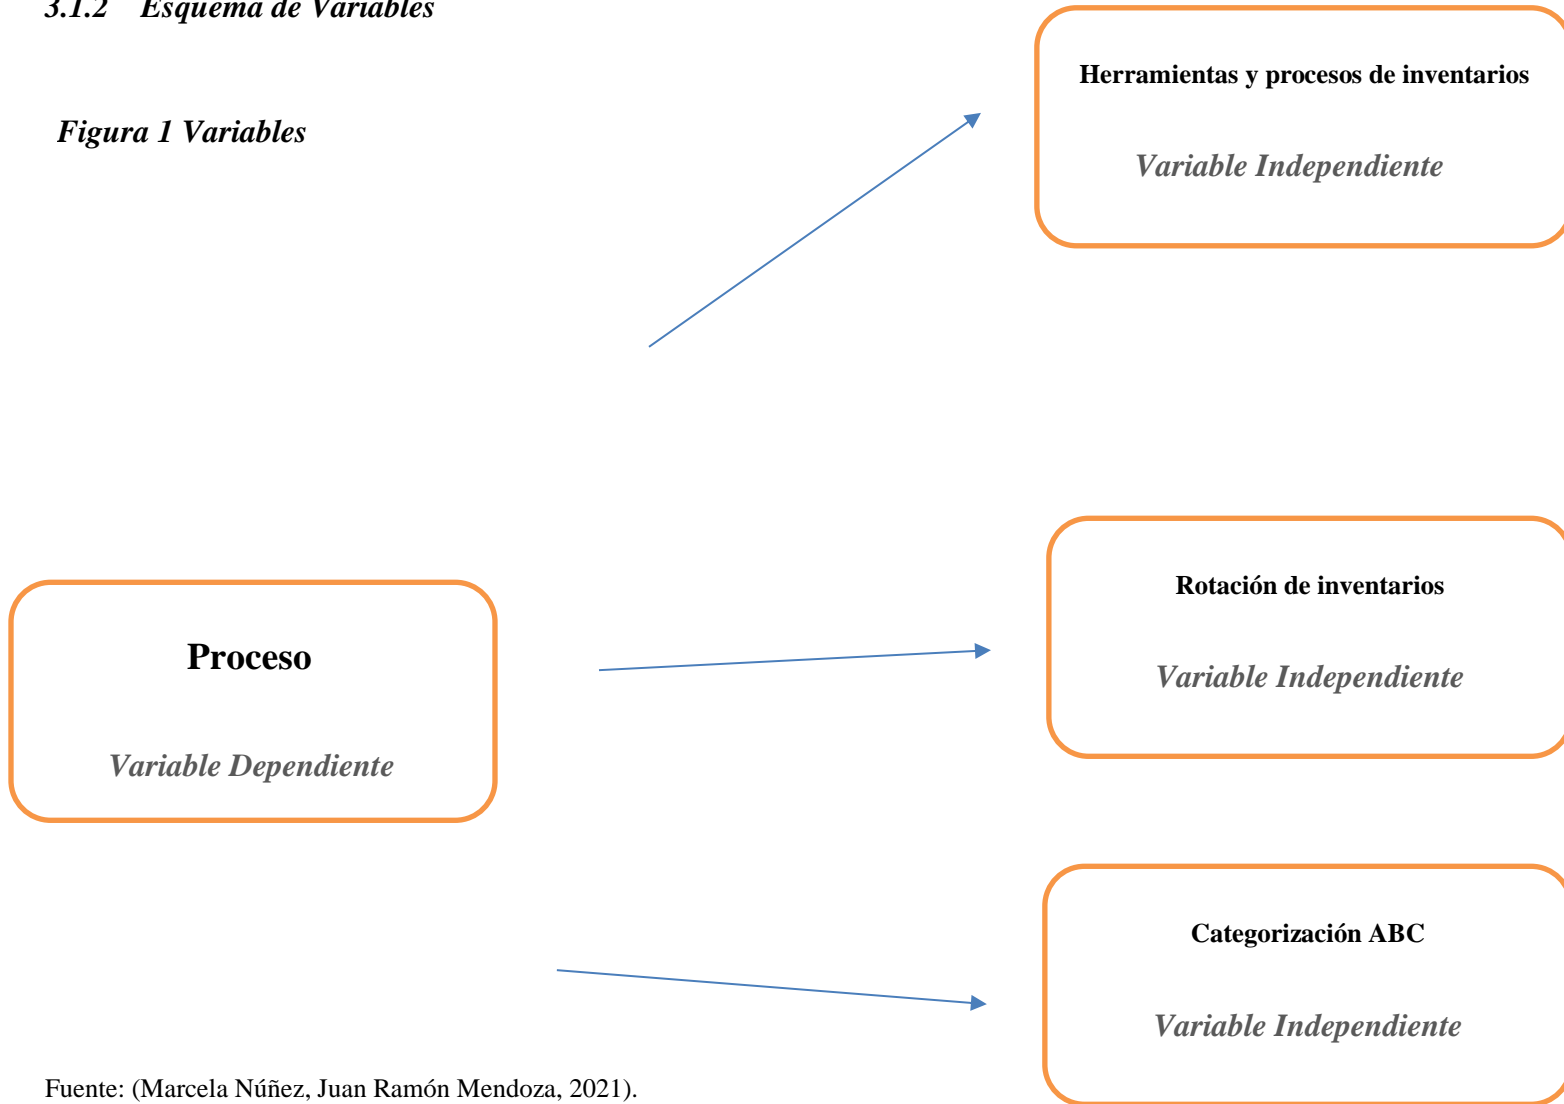 3.1.2 Esquema de Variables
Figura 1 Variables
Herramientas y procesos de inventarios
Variable Independiente
Rotación de inventarios
Variable Independiente
Proceso
Variable Dependiente
Categorización ABC
Variable Independiente
Fuente: (Marcela Núñez, Juan Ramón Mendoza, 2021).